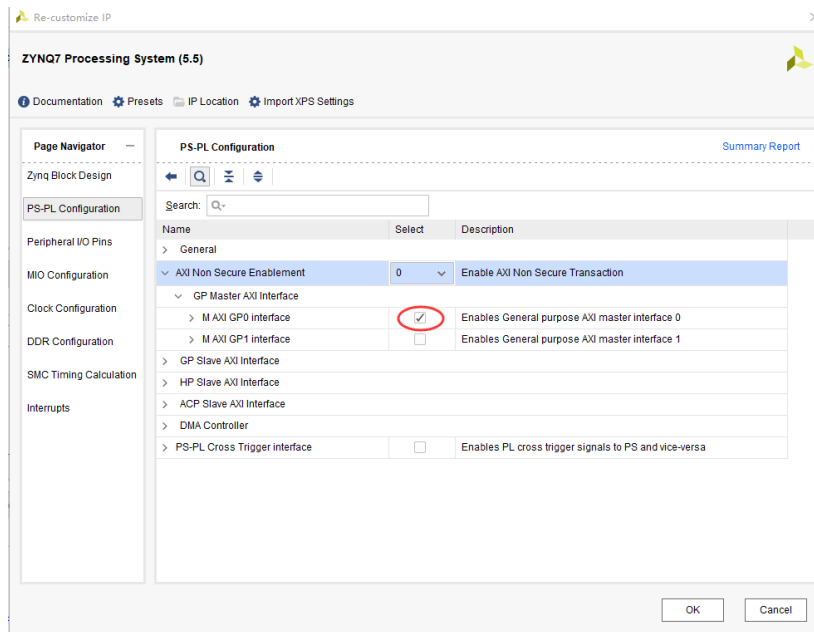 Re-customize IP
ZYNQ7 Processing System (5.5)
Documentation Presets IP Location Import XPS Settings
Page Navigator
Zynq Block Design
PS-PL Configuration
Peripheral I/O Pins
MIO Configuration
Clock Configuration
DDR Configuration
SMC Timing Calculation
Interrupts
PS-PL Configuration Summary Report
Search:
Name Select Description
General
AXI Non Secure Enablement 0 Enable AXI Non Secure Transaction
GP Master AXI Interface
M AXI GP0 interface Enables General purpose AXI master interface 0
M AXI GP1 interface Enables General purpose AXI master interface 1
GP Slave AXI Interface
HP Slave AXI Interface
ACP Slave AXI Interface
DMA Controller
PS-PL Cross Trigger interface Enables PL cross trigger signals to PS and vice-versa
OK Cancel